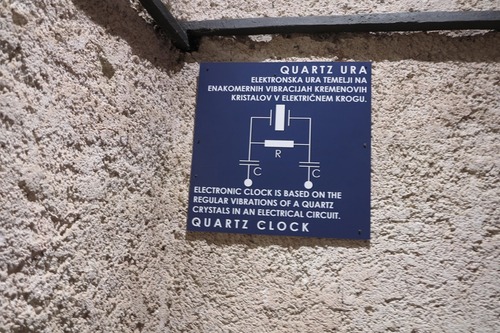 QUARTZ URA
ELEKTRONSKA URA TEMELJI NA
ENAKOMERNIH VIBRACIJAH KREMENOVIH
KRISTALOV V ELEKTRIČNEM KROGU.
R
C
C
ELECTRONIC CLOCK IS BASED ON THE
REGULAR VIBRATIONS OF A QUARTZ
CRYSTALS IN AN ELECTRICAL CIRCUIT.
QUARTZ CLOCK